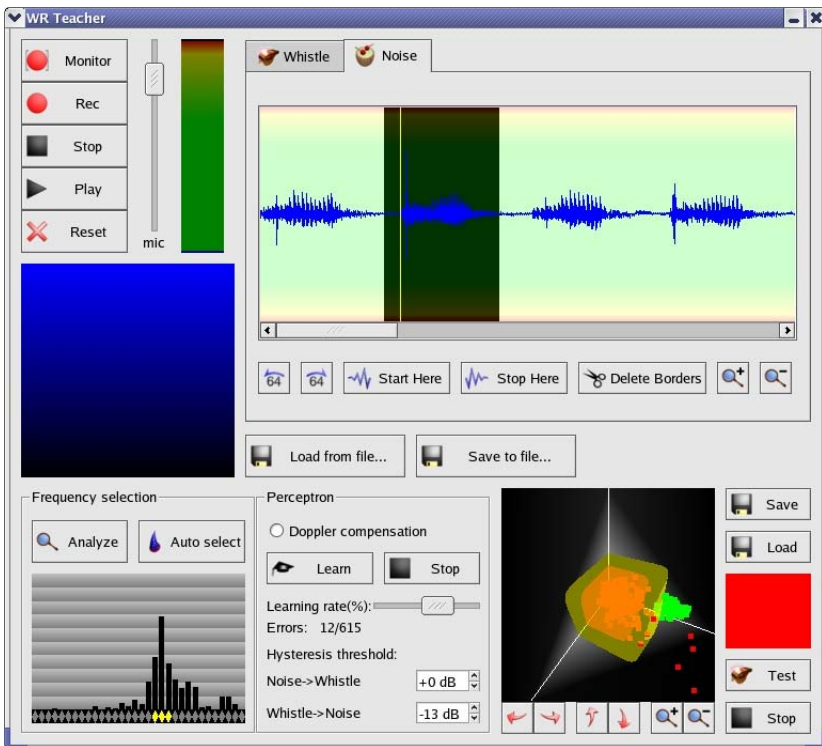 WR Teacher
Monitor
Rec
Stop
Play
Reset
mic
Whistle
Noise
64
64
Start Here
Stop Here
Delete Borders
Load from file...
Save to file...
Frequency selection
Analyze
Auto select
Perceptron
Doppler compensation
Learn
Stop
Learning rate(%):
Errors: 12/615
Hysteresis threshold:
Noise->Whistle +0 dB
Whistle->Noise -13 dB
Save
Load
Test
Stop